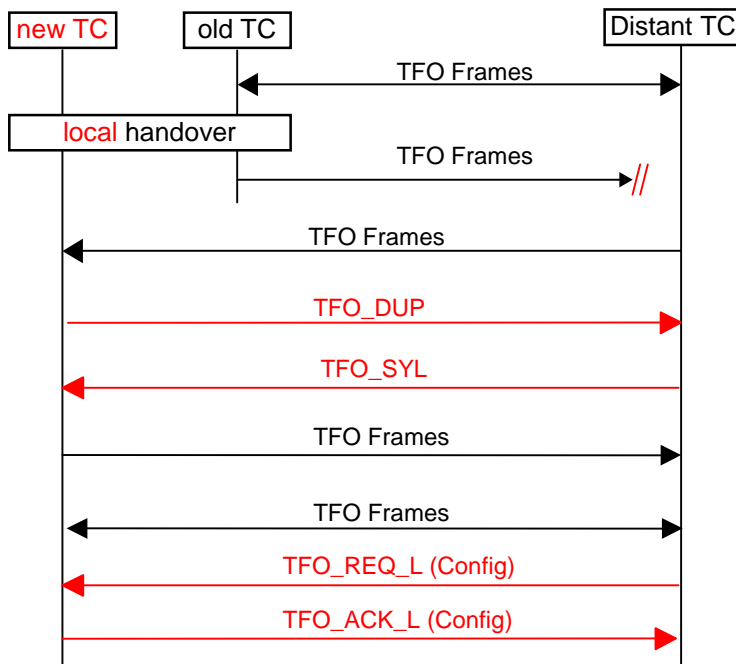 new TC
old TC
Distant TC
TFO Frames
local handover
TFO Frames
TFO Frames
TFO_DUP
TFO_SYL
TFO Frames
TFO Frames
TFO_REQ_L (Config)
TFO_ACK_L (Config)